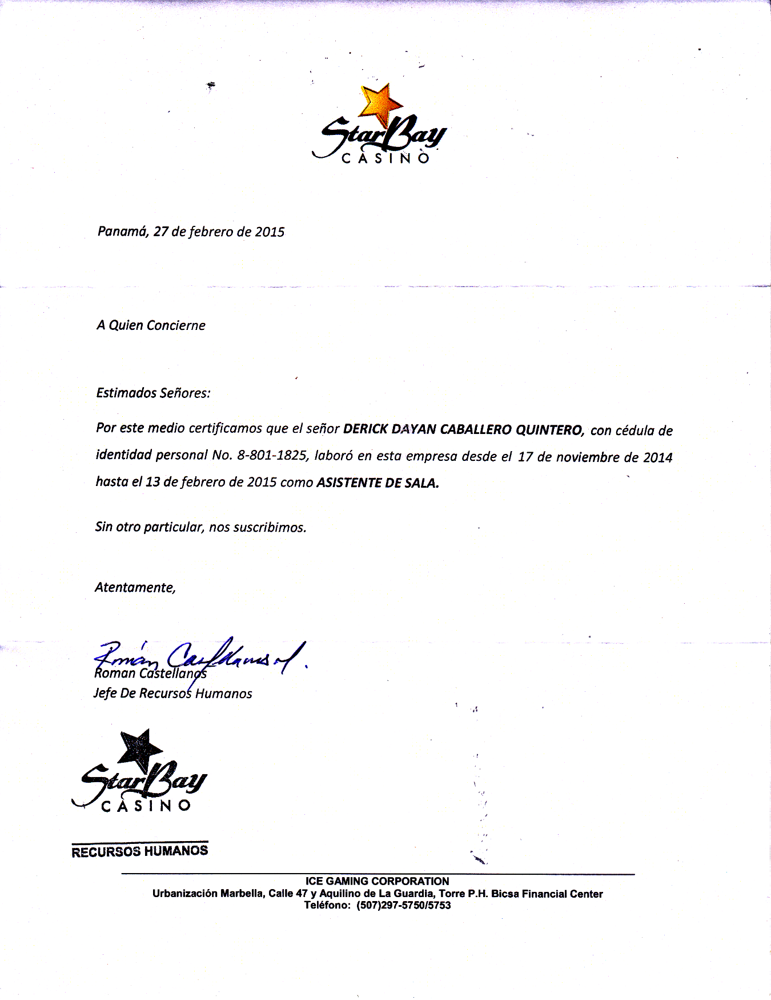 StarBay
CASINO
Panamá, 27 de febrero de 2015
A Quien Concierne
Estimados Señores:
Por este medio certificamos que el señor DERICK DAYAN CABALLERO QUINTERO, con cédula de
identidad personal No. 8-801-1825, laboró en esta empresa desde el 17 de noviembre de 2014
hasta el 13 de febrero de 2015 como ASISTENTE DE SALA.
Sin otro particular, nos suscribimos.
Atentamente,
Román Castellanos
Roman Castellanos
Jefe De Recursos Humanos
StarBay
CASINO
RECURSOS HUMANOS
ICE GAMING CORPORATION
Urbanización Marbella, Calle 47 y Aquilino de La Guardia, Torre P.H. Bicsa Financial Center
Teléfono: (507)297-5750/5753